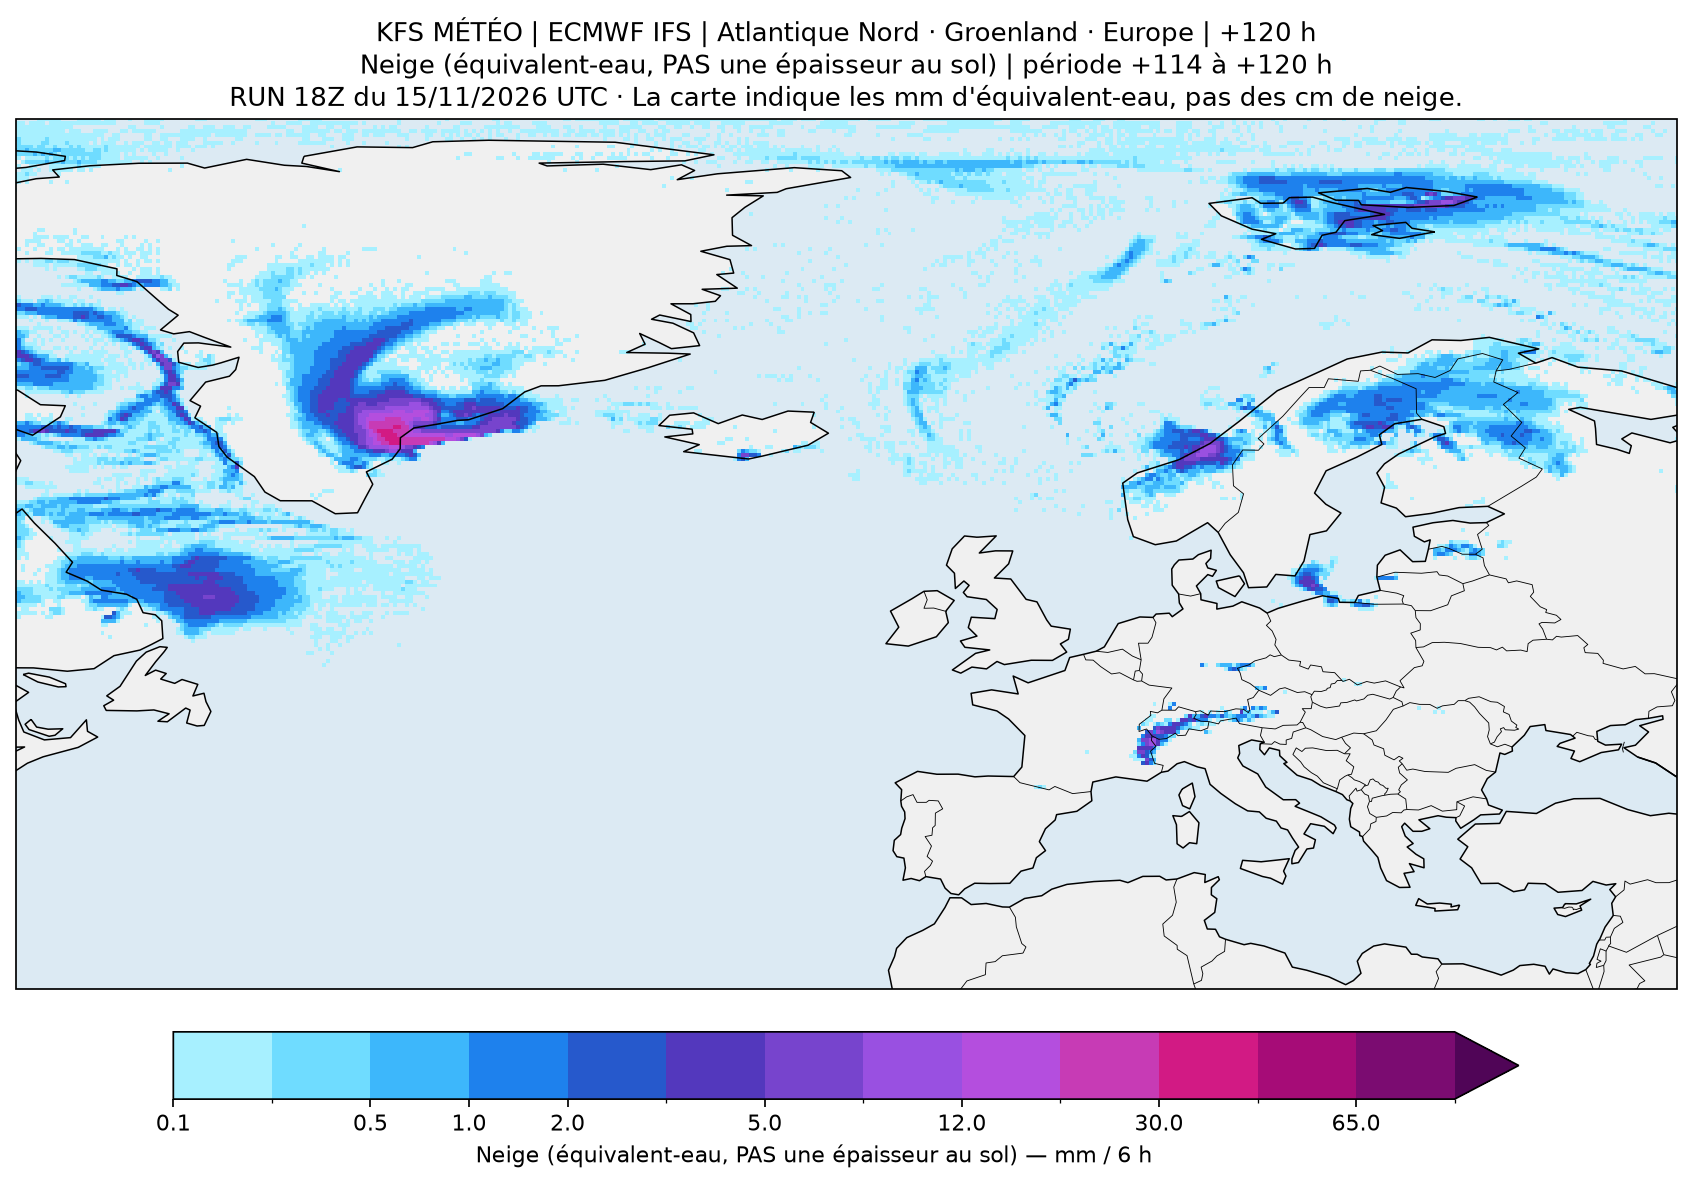 KFS MÉTÉO | ECMWF IFS | Atlantique Nord · Groenland · Europe | +120 h
Neige (équivalent-eau, PAS une épaisseur au sol) | période +114 à +120 h
RUN 18Z du 15/11/2026 UTC · La carte indique les mm d'équivalent-eau, pas des cm de neige.
0.1 0.5 1.0 2.0 5.0 12.0 30.0 65.0
Neige (équivalent-eau, PAS une épaisseur au sol) — mm / 6 h